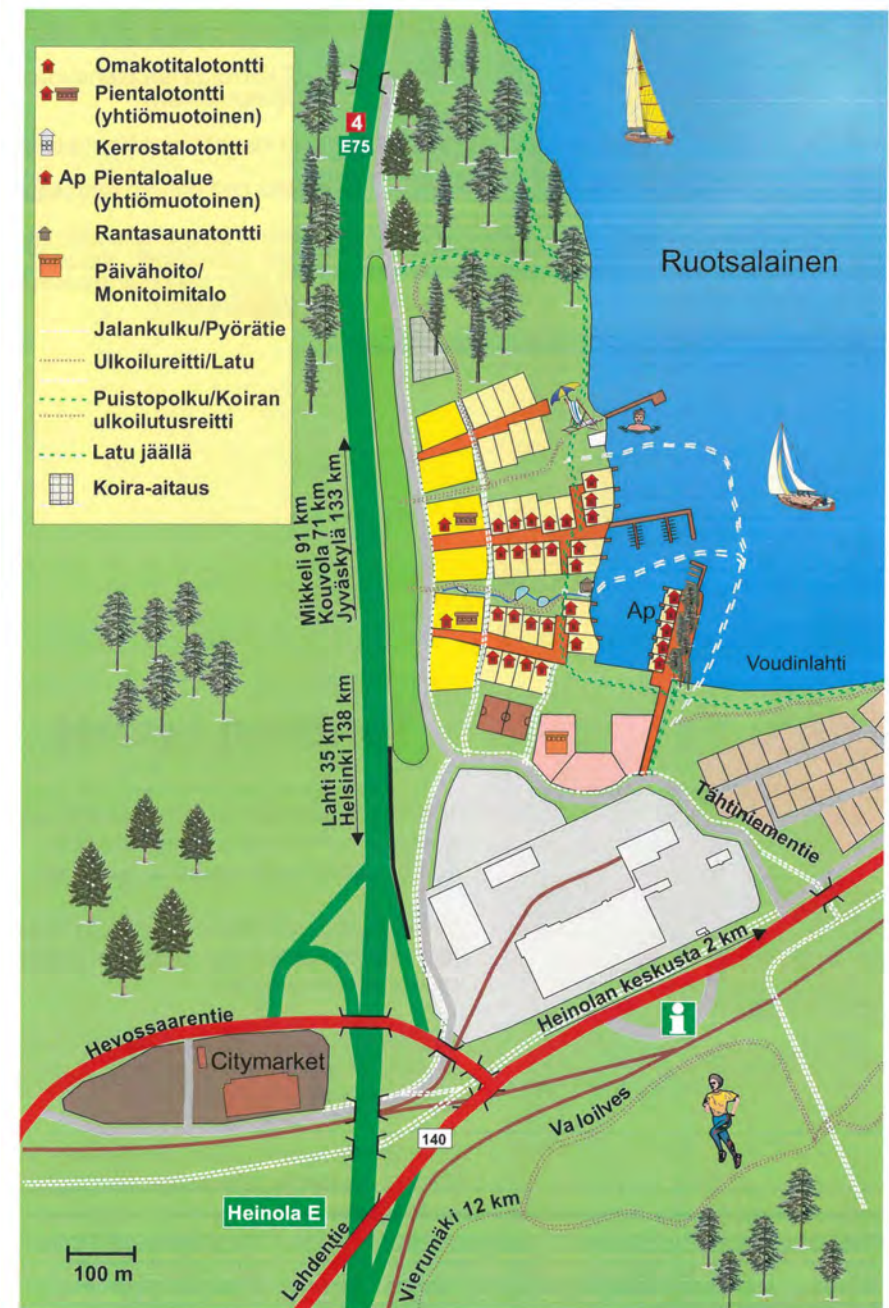 Omakotitalotontti
Pientalotontti
(yhtiömuotoinen)
Kerrostalotontti
Ap Pientaloalue
(yhtiömuotoinen)
Rantasaunatontti
Päivähoito/
Monitoimitalo
Jalankulku/Pyörätie
Ulkoilureitti/Latu
Puistopolku/Koiran
ulkoilutusreitti
Latu jäällä
Koira-aitaus
4
E75
Ruotsalainen
Mikkeli 91 km
Kouvola 71 km
Jyväskylä 133 km
Ap
Voudinlahti
Lahti 35 km
Helsinki 138 km
Tähtiniementie
Heinolan keskusta 2 km
i
Hevossaarentie
Citymarket
Va loilves
140
Heinola E
Vierumäki 12 km
Lahdentie
100 m